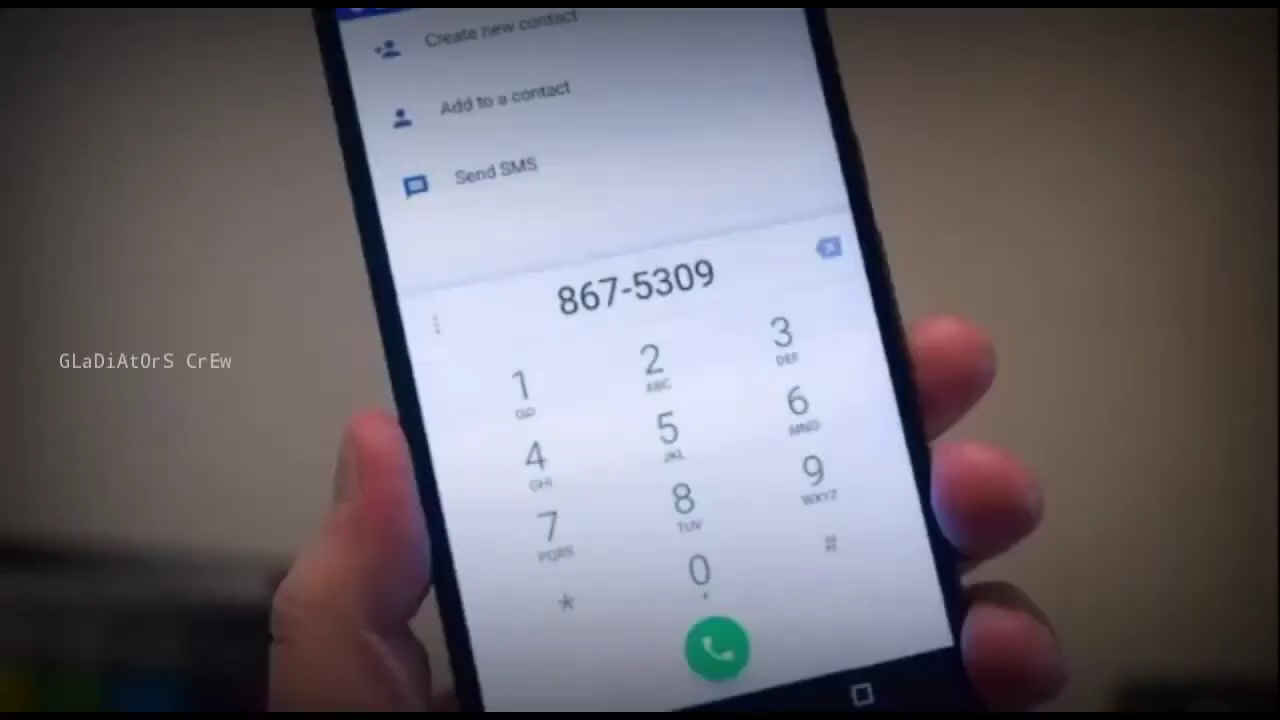 Create new contact
Add to a contact
Send SMS
867-5309
GLaDiAtOrS CrEw
1
2
ABC
3
DEF
4
GHI
5
JKL
6
MNO
7
PQRS
8
TUV
9
WXYZ
*
0
+
#